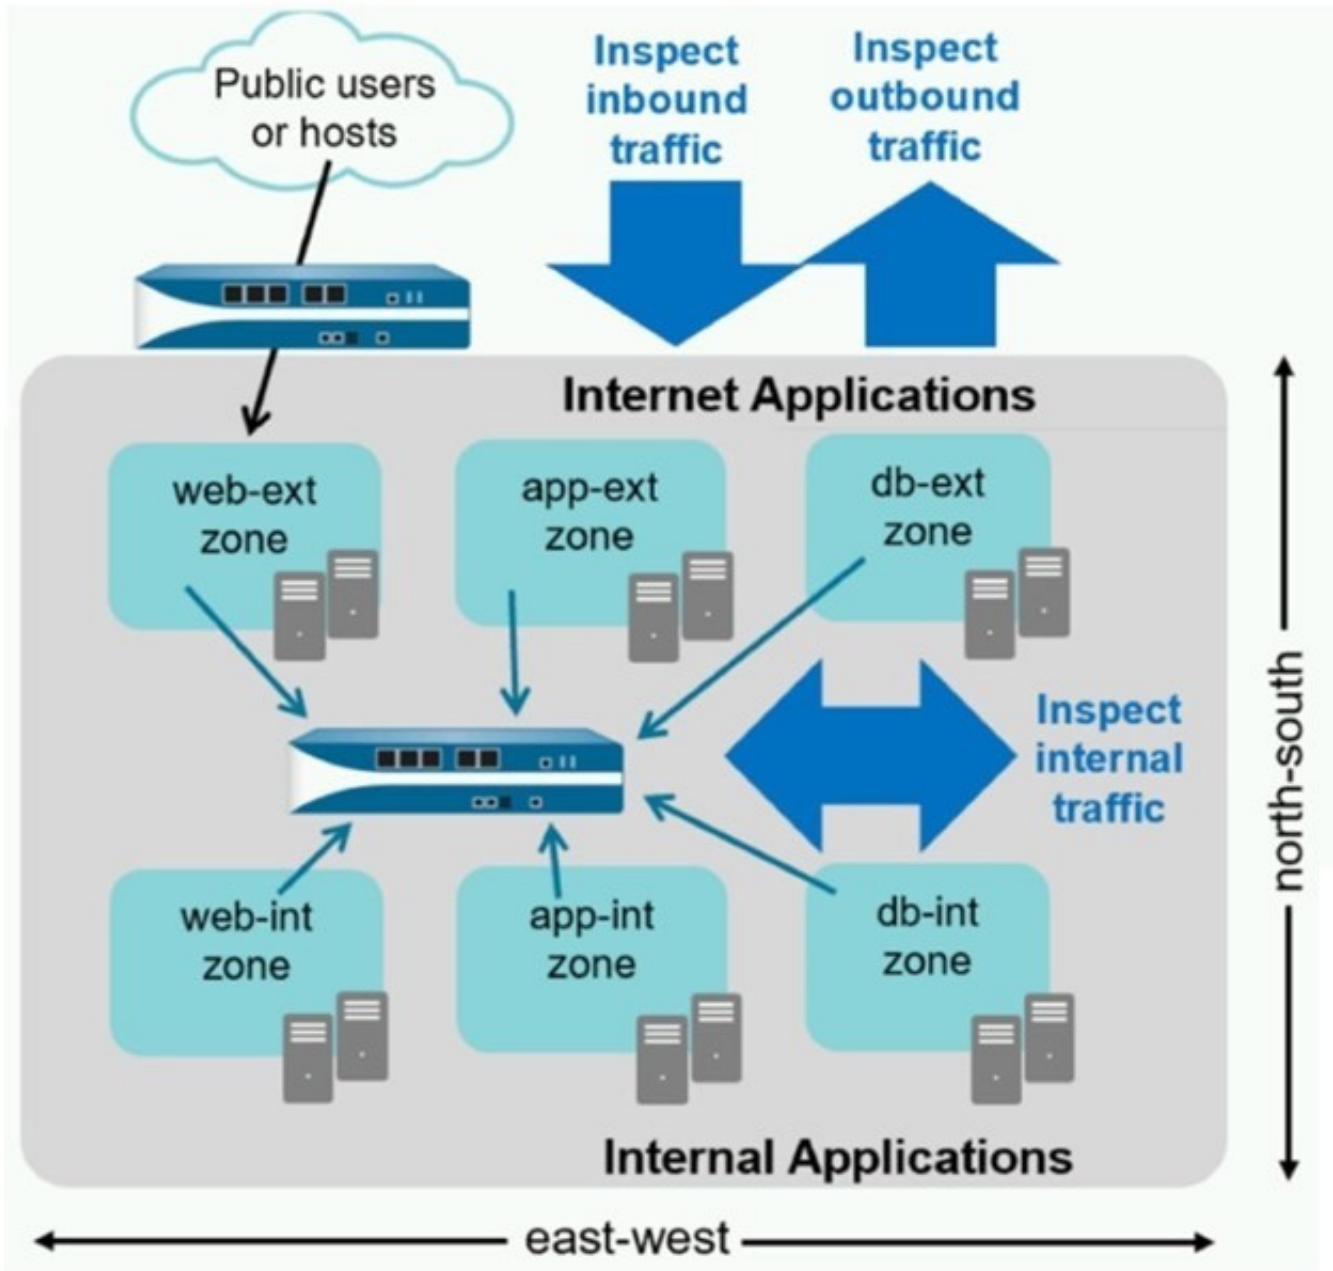 Public users
or hosts
Inspect
inbound
traffic
Inspect
outbound
traffic
Internet Applications
web-ext
zone
app-ext
zone
db-ext
zone
Inspect
internal
traffic
north-south
web-int
zone
app-int
zone
db-int
zone
Internal Applications
east-west